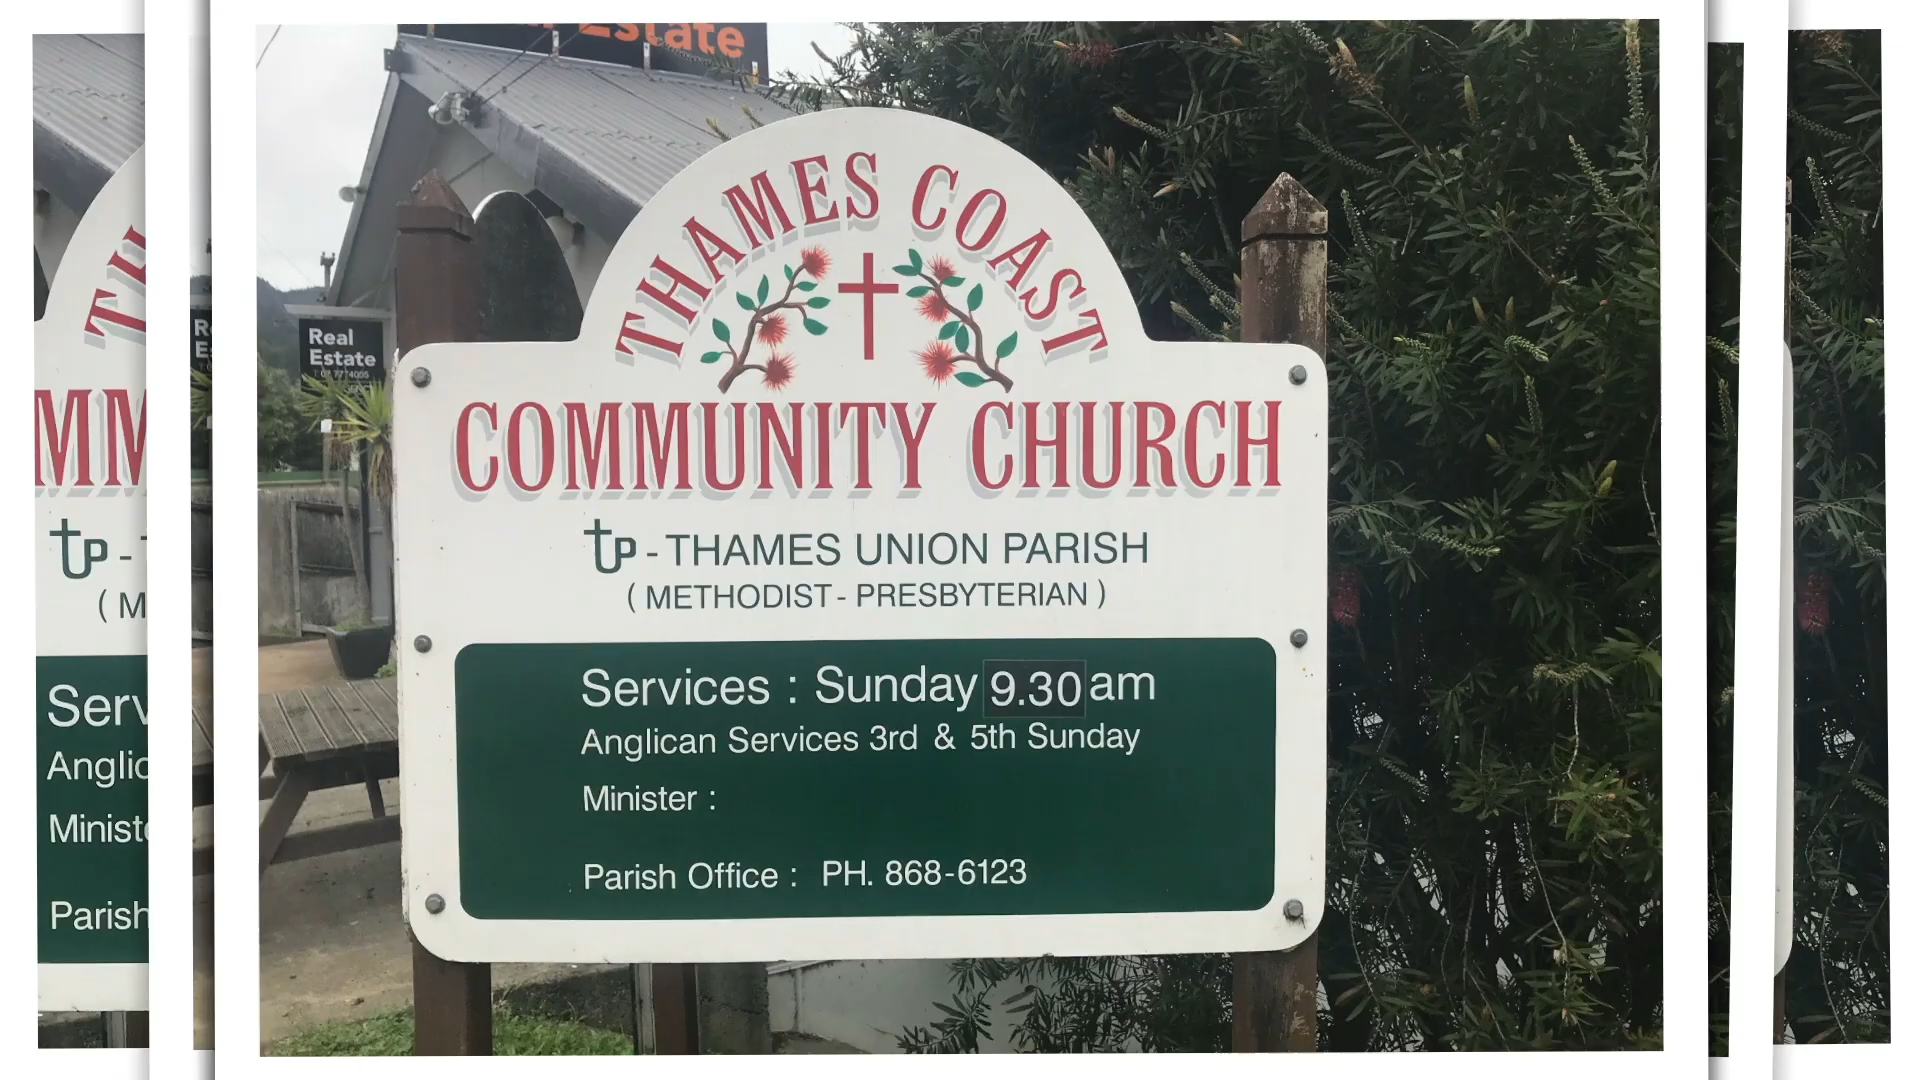 Estate
Real
Estate
THAMES COAST
COMMUNITY CHURCH
tUP - THAMES UNION PARISH
( METHODIST - PRESBYTERIAN )
Services : Sunday 9.30 am
Anglican Services 3rd & 5th Sunday
Minister :
Parish Office : PH. 868-6123